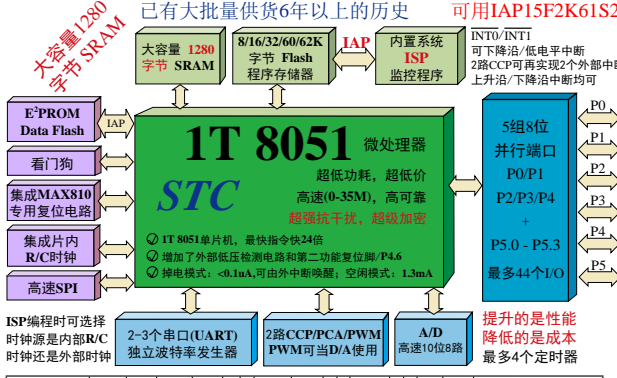 已有大批量供货6年以上的历史
可用IAP15F2K61S2
大容量1280
字节 SRAM
大容量 1280
字节 SRAM
8/16/32/60/62K
字节 Flash
程序存储器
IAP
内置系统
ISP
监控程序
INT0/INT1
可下降沿/低电平中断
2路CCP可再实现2个外部中断
上升沿/下降沿中断均可
E²PROM
Data Flash
IAP
看门狗
集成MAX810
专用复位电路
集成片内
R/C时钟
高速SPI
1T 8051 微处理器
STC
超低功耗，超低价
高速(0-35M)，高可靠
超强抗干扰，超级加密
1T 8051单片机，最快指令快24倍
增加了外部低压检测电路和第二功能复位脚/P4.6
掉电模式：<0.1uA,可由外中断唤醒；空闲模式：1.3mA
5组8位
并行端口
P0/P1
P2/P3/P4
+
P5.0 - P5.3
最多44个I/O
P0
P1
P2
P3
P4
P5
ISP编程时可选择
时钟源是内部R/C
时钟还是外部时钟
2-3个串口(UART)
独立波特率发生器
2路CCP/PCA/PWM
PWM可当D/A使用
A/D
高速10位8路
提升的是性能
降低的是成本
最多4个定时器